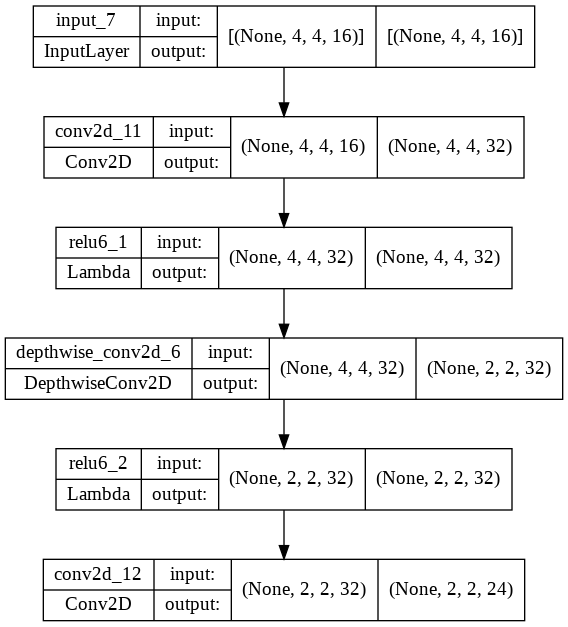 input_7 input: [(None, 4, 4, 16)] [(None, 4, 4, 16)]
InputLayer output:
conv2d_11 input: (None, 4, 4, 16) (None, 4, 4, 32)
Conv2D output:
relu6_1 input: (None, 4, 4, 32) (None, 4, 4, 32)
Lambda output:
depthwise_conv2d_6 input: (None, 4, 4, 32) (None, 2, 2, 32)
DepthwiseConv2D output:
relu6_2 input: (None, 2, 2, 32) (None, 2, 2, 32)
Lambda output:
conv2d_12 input: (None, 2, 2, 32) (None, 2, 2, 24)
Conv2D output: